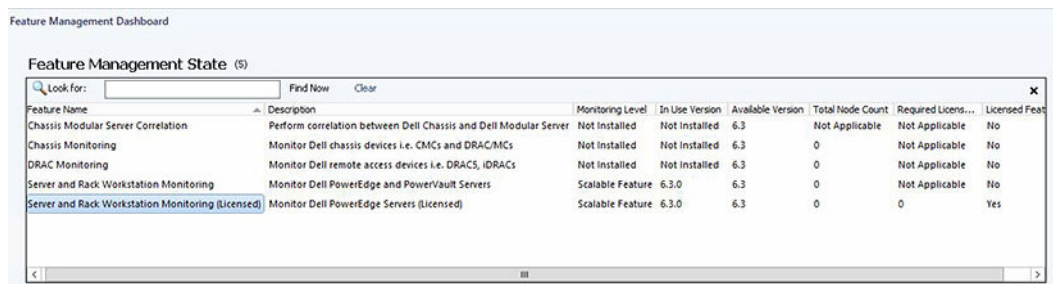 Feature Management Dashboard
Feature Management State (5)
Look for: Find Now Clear x
Feature Name Description Monitoring Level In Use Version Available Version Total Node Count Required Licens... Licensed Feat
Chassis Modular Server Correlation Perform correlation between Dell Chassis and Dell Modular Server Not Installed Not Installed 6.3 Not Applicable Not Applicable No
Chassis Monitoring Monitor Dell chassis devices i.e. CMCs and DRAC/MCs Not Installed Not Installed 6.3 0 Not Applicable No
DRAC Monitoring Monitor Dell remote access devices i.e. DRAC5, iDRACs Not Installed Not Installed 6.3 0 Not Applicable No
Server and Rack Workstation Monitoring Monitor Dell PowerEdge and PowerVault Servers Scalable Feature 6.3.0 6.3 0 Not Applicable No
Server and Rack Workstation Monitoring (Licensed) Monitor Dell PowerEdge Servers (Licensed) Scalable Feature 6.3.0 6.3 0 0 Yes